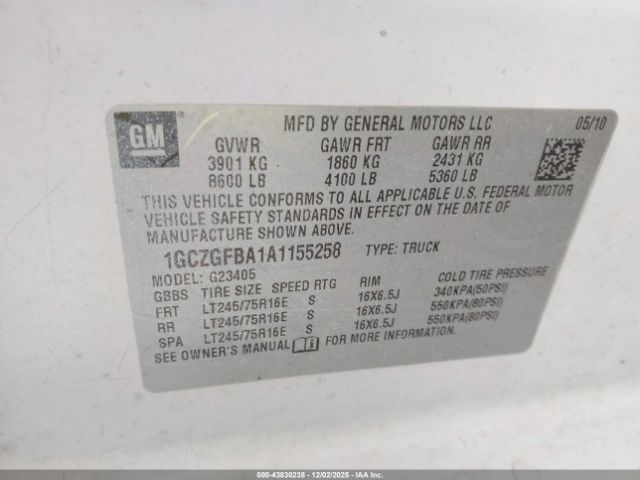 GM
MFD BY GENERAL MOTORS LLC 05/10
GVWR GAWR FRT GAWR RR
3901 KG 1860 KG 2431 KG
8600 LB 4100 LB 5360 LB
THIS VEHICLE CONFORMS TO ALL APPLICABLE U.S. FEDERAL MOTOR
VEHICLE SAFETY STANDARDS IN EFFECT ON THE DATE OF
MANUFACTURE SHOWN ABOVE.
1GCZGFBA1A1155258 TYPE: TRUCK
MODEL: G23405
GBBS TIRE SIZE SPEED RTG RIM COLD TIRE PRESSURE
FRT LT245/75R16E S 16X6.5J 340KPA(50PSI)
RR LT245/75R16E S 16X6.5J 550KPA(80PSI)
SPA LT245/75R16E S 16X6.5J 550KPA(80PSI)
SEE OWNER'S MANUAL FOR MORE INFORMATION.
000-43830238 - 12/02/2025 - IAA Inc.